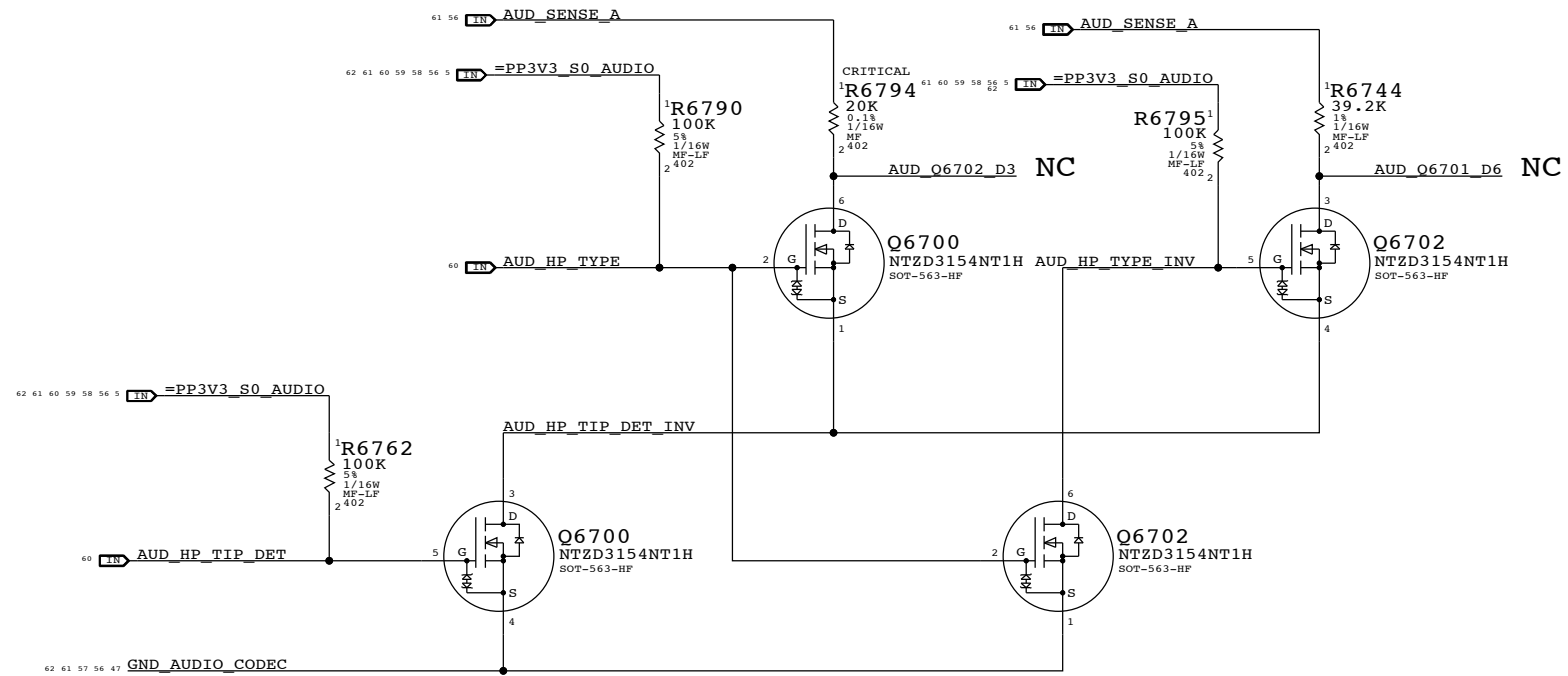 61 56 IN AUD_SENSE_A
61 56 IN AUD_SENSE_A
62 61 60 59 58 56 5 IN =PP3V3_S0_AUDIO
61 60 59 58 56 5 IN =PP3V3_S0_AUDIO
62
1 R6790
100K
5%
1/16W
MF-LF
2 402
CRITICAL
1 R6794
20K
0.1%
1/16W
MF
2 402
R6795 1
100K
5%
1/16W
MF-LF
402 2
1 R6744
39.2K
1%
1/16W
MF-LF
2 402
AUD_Q6702_D3 NC
AUD_Q6701_D6 NC
60 IN AUD_HP_TYPE
6
D
2 G
S
1
Q6700
NTZD3154NT1H
SOT-563-HF
AUD_HP_TYPE_INV
3
D
5 G
S
4
Q6702
NTZD3154NT1H
SOT-563-HF
62 61 60 59 58 56 5 IN =PP3V3_S0_AUDIO
1 R6762
100K
5%
1/16W
MF-LF
2 402
AUD_HP_TIP_DET_INV
60 IN AUD_HP_TIP_DET
3
D
5 G
S
4
Q6700
NTZD3154NT1H
SOT-563-HF
6
D
2 G
S
1
Q6702
NTZD3154NT1H
SOT-563-HF
62 61 57 56 47 GND_AUDIO_CODEC